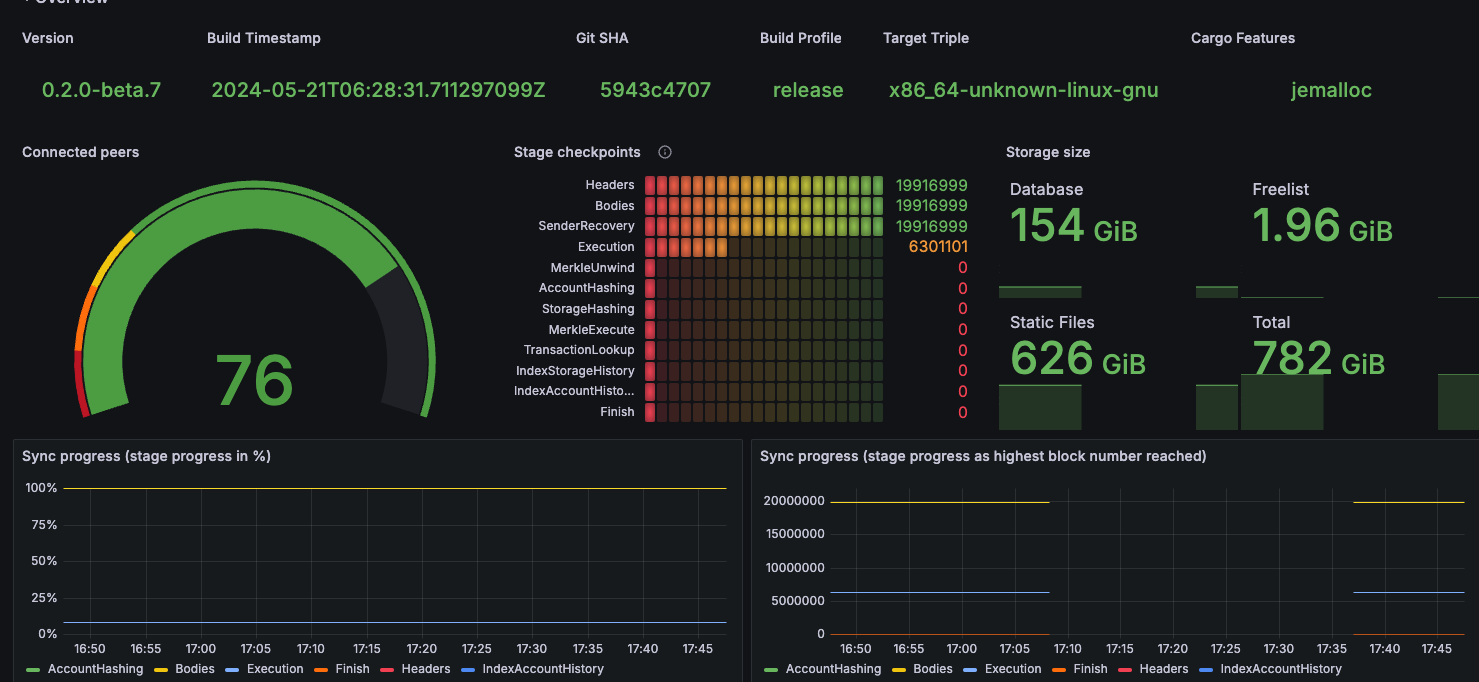 Overview
Version Build Timestamp Git SHA Build Profile Target Triple Cargo Features
0.2.0-beta.7 2024-05-21T06:28:31.711297099Z 5943c4707 release x86_64-unknown-linux-gnu jemalloc
Connected peers
76
Stage checkpoints
Headers 19916999
Bodies 19916999
SenderRecovery 19916999
Execution 6301101
MerkleUnwind 0
AccountHashing 0
StorageHashing 0
MerkleExecute 0
TransactionLookup 0
IndexStorageHistory 0
IndexAccountHisto... 0
Finish 0
Storage size
Database Freelist
154 GiB 1.96 GiB
Static Files Total
626 GiB 782 GiB
Sync progress (stage progress in %)
100%
75%
50%
25%
0%
16:50 16:55 17:00 17:05 17:10 17:15 17:20 17:25 17:30 17:35 17:40 17:45
AccountHashing Bodies Execution Finish Headers IndexAccountHistory
Sync progress (stage progress as highest block number reached)
20000000
15000000
10000000
5000000
0
16:50 16:55 17:00 17:05 17:10 17:15 17:20 17:25 17:30 17:35 17:40 17:45
AccountHashing Bodies Execution Finish Headers IndexAccountHistory